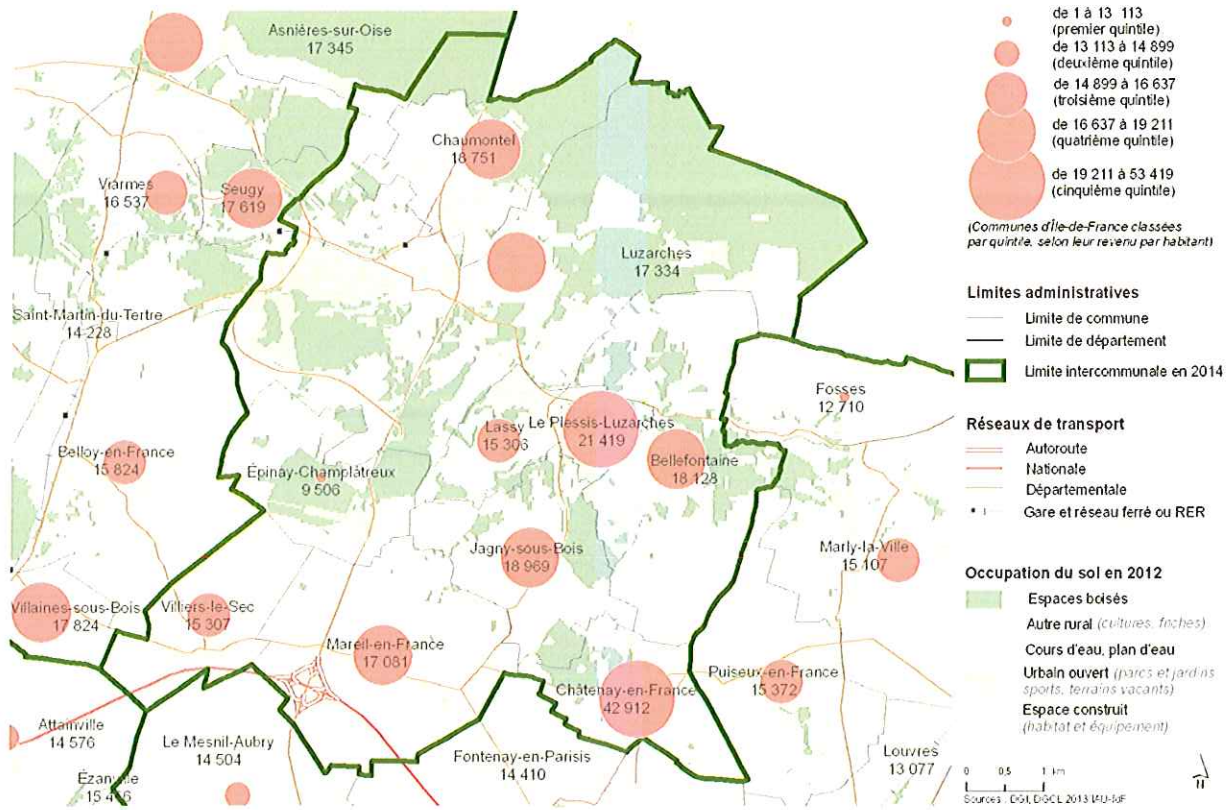 Asnières-sur-Oise
17 345
Chaumontel
18 751
Viarmes
16 537
Seugy
17 619
Luzarches
17 334
Saint-Martin-du-Tertre
14 228
Fosses
12 710
Lassy
15 306
Le Plessis-Luzarches
21 419
Bellefontaine
18 128
Belloy-en-France
15 824
Épinay-Champlâtreux
9 506
Jagny-sous-Bois
18 969
Marly-la-Ville
15 107
Villaines-sous-Bois
17 824
Villiers-le-Sec
15 307
Mareil-en-France
17 081
Châtenay-en-France
42 912
Puiseux-en-France
15 372
Attainville
14 576
Le Mesnil-Aubry
14 504
Fontenay-en-Parisis
14 410
Louvres
13 077
Ézanville
de 1 à 13 113
(premier quintile)
de 13 113 à 14 899
(deuxième quintile)
de 14 899 à 16 637
(troisième quintile)
de 16 637 à 19 211
(quatrième quintile)
de 19 211 à 53 419
(cinquième quintile)
(Communes d'Île-de-France classées
par quintile, selon leur revenu par habitant)
Limites administratives
Limite de commune
Limite de département
Limite intercommunale en 2014
Réseaux de transport
Autoroute
Nationale
Départementale
Gare et réseau ferré ou RER
Occupation du sol en 2012
Espaces boisés
Autre rural (cultures, friches)
Cours d'eau, plan d'eau
Urbain ouvert (parcs et jardins
sports, terrains vacants)
Espace construit
(habitat et équipement)
0 0,5 1 km
N
Sources : DGI, DGCL 2013 IAU-îdF